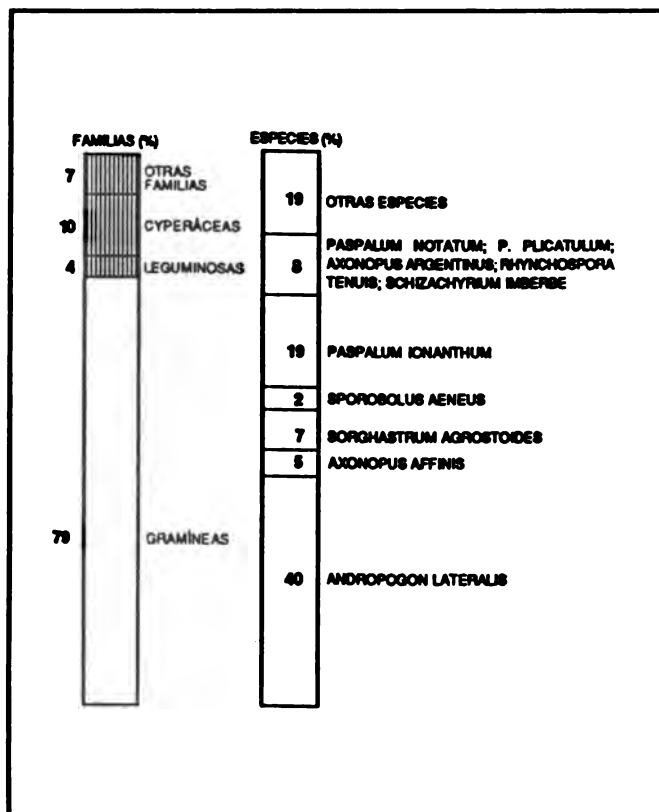 FAMILIAS (%)
7
OTRAS
FAMILIAS
10
CYPERÁCEAS
4
LEGUMINOSAS
79
GRAMÍNEAS
ESPECIES (%)
19
OTRAS ESPECIES
8
PASPALUM NOTATUM; P. PLICATULUM;
AXONOPUS ARGENTINUS; RHYNCHOSPORA
TENUIS; SCHIZACHYRIUM IMBERBE
19
PASPALUM IONANTHUM
2
SPOROBOLUS AENEUS
7
SORGHASTRUM AGROSTOIDES
5
AXONOPUS AFFINIS
40
ANDROPOGON LATERALIS